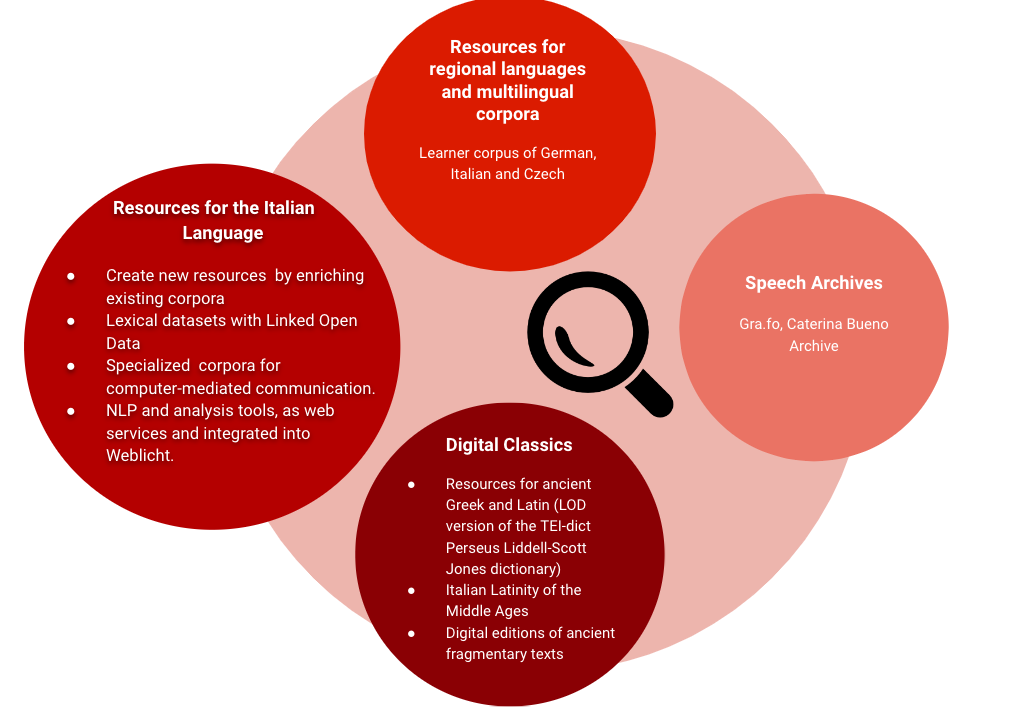 Resources for
regional languages
and multilingual
corpora
Learner corpus of German,
Italian and Czech
Resources for the Italian
Language
● Create new resources  by enriching
existing corpora
● Lexical datasets with Linked Open
Data
● Specialized  corpora for
computer-mediated communication.
● NLP and analysis tools, as web
services and integrated into
Weblicht.
Speech Archives
Gra.fo, Caterina Bueno
Archive
Digital Classics
● Resources for ancient
Greek and Latin (LOD
version of the TEI-dict
Perseus Liddell-Scott
Jones dictionary)
● Italian Latinity of the
Middle Ages
● Digital editions of ancient
fragmentary texts